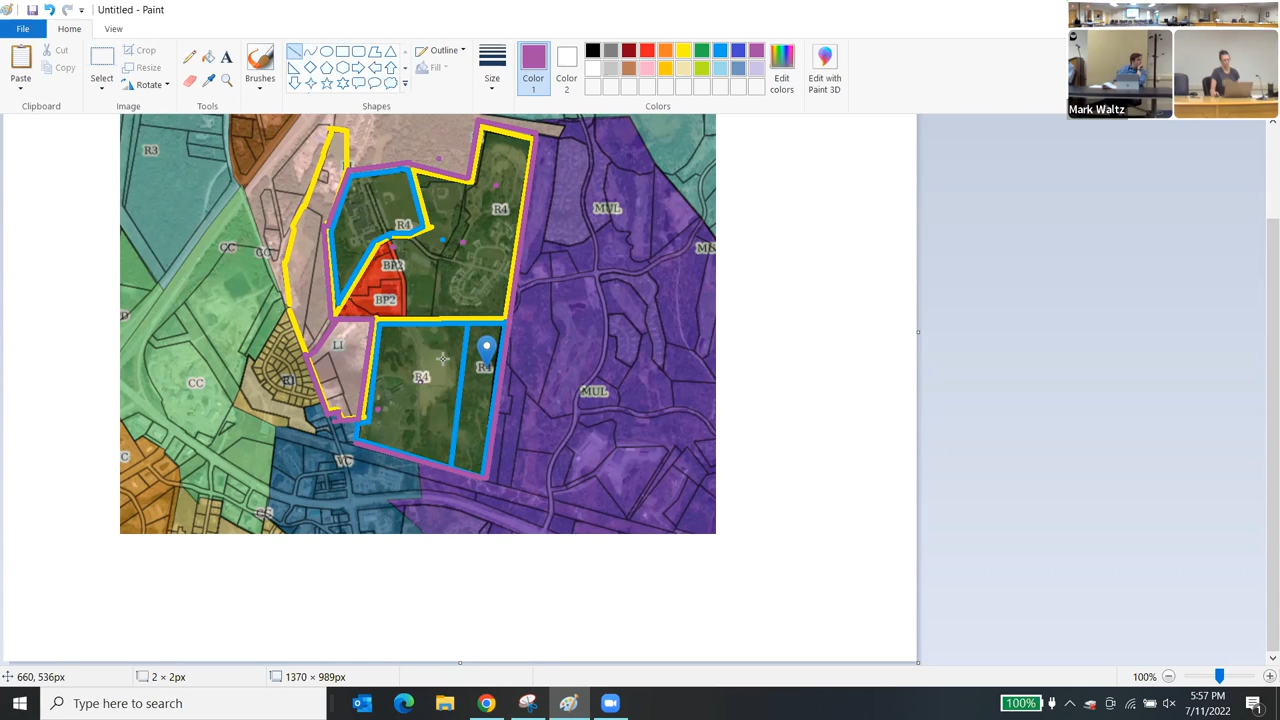 Untitled - Paint
File
Home
View
Paste
Cut
Copy
Clipboard
Select
Crop
Resize
Rotate
Image
Tools
Brushes
Outline
Fill
Shapes
Size
Color 1
Color 2
Edit colors
Edit with Paint 3D
Colors
Mark Waltz
R3
R4
MUL
CC
CC
R4
BP2
BP2
LI
R4
R4
CC
MUL
VC
660, 536px
2 × 2px
1370 × 989px
100%
Type here to search
100%
5:57 PM
7/11/2022